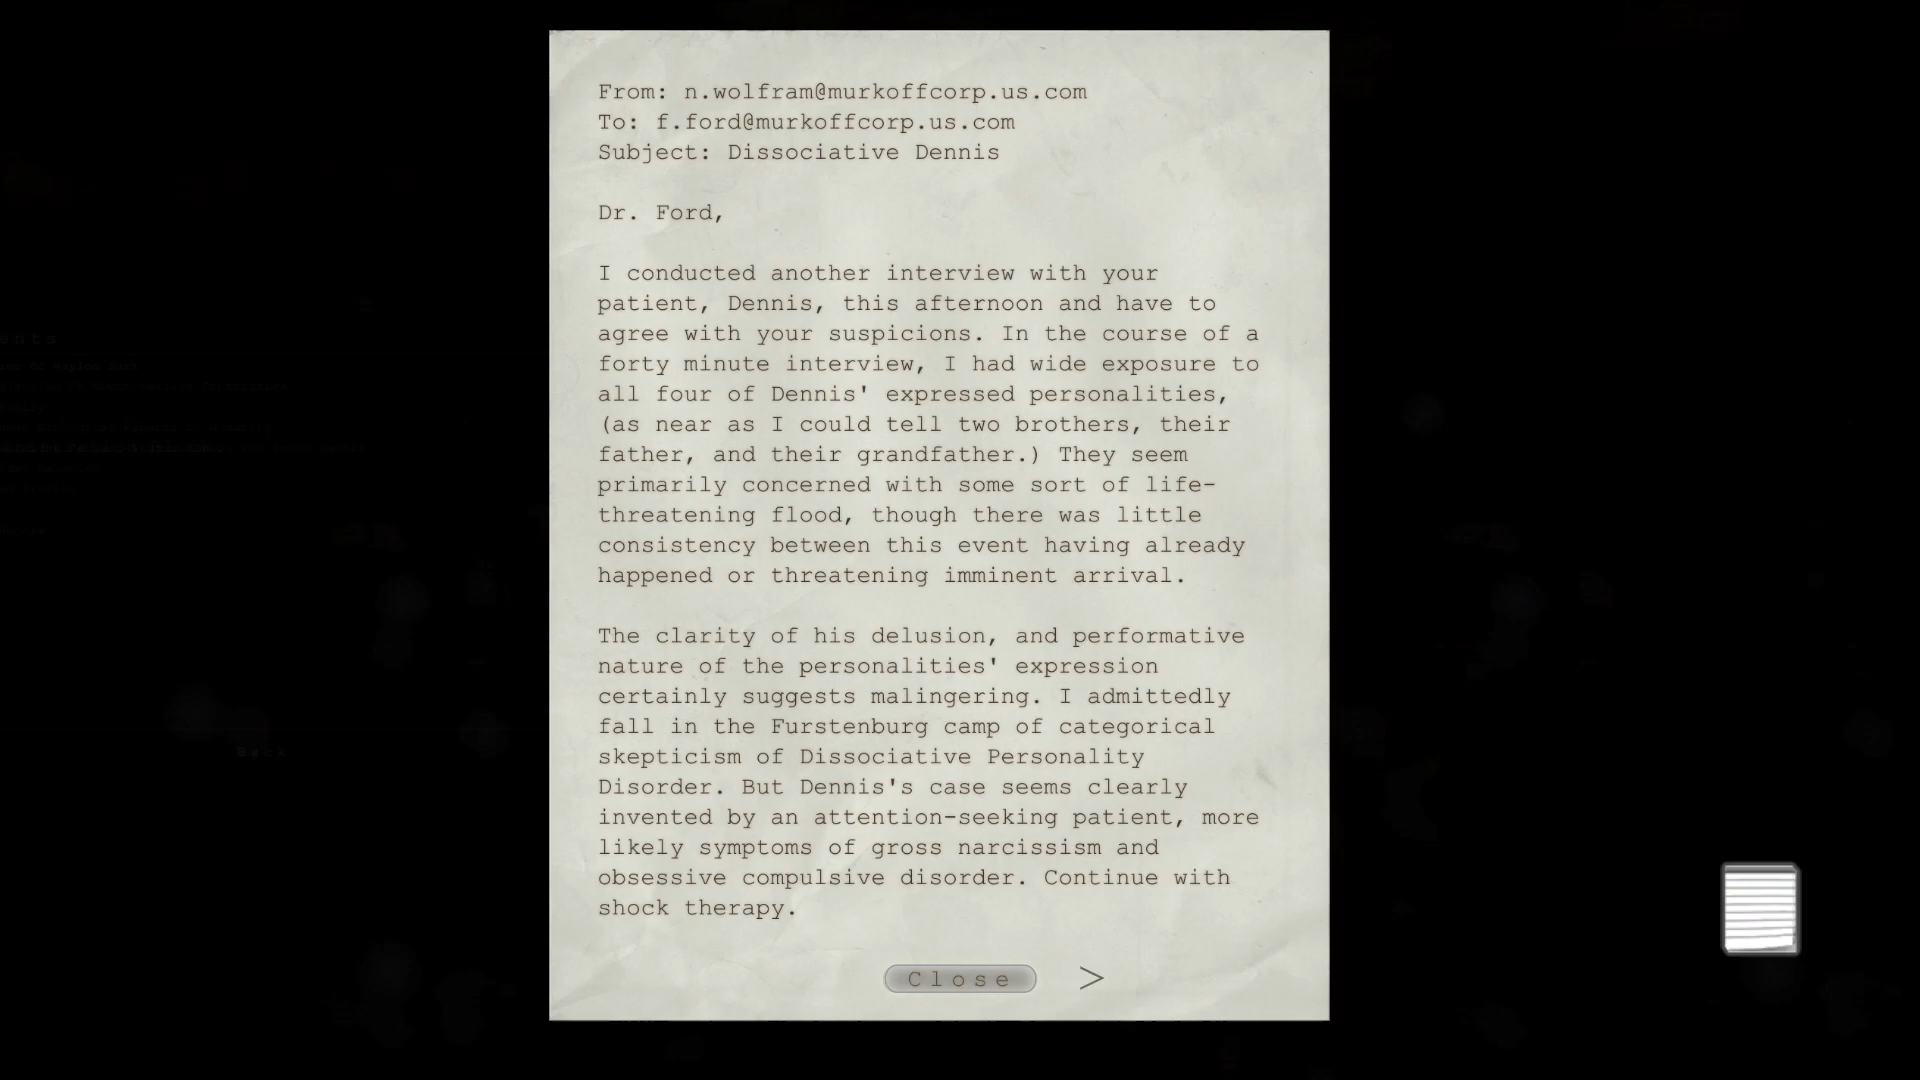 From: n.wolfram@murkoffcorp.us.com
To: f.ford@murkoffcorp.us.com
Subject: Dissociative Dennis
Dr. Ford,
I conducted another interview with your
patient, Dennis, this afternoon and have to
agree with your suspicions. In the course of a
forty minute interview, I had wide exposure to
all four of Dennis' expressed personalities,
(as near as I could tell two brothers, their
father, and their grandfather.) They seem
primarily concerned with some sort of life-
threatening flood, though there was little
consistency between this event having already
happened or threatening imminent arrival.
The clarity of his delusion, and performative
nature of the personalities' expression
certainly suggests malingering. I admittedly
fall in the Furstenburg camp of categorical
skepticism of Dissociative Personality
Disorder. But Dennis's case seems clearly
invented by an attention-seeking patient, more
likely symptoms of gross narcissism and
obsessive compulsive disorder. Continue with
shock therapy.
Close >
Back